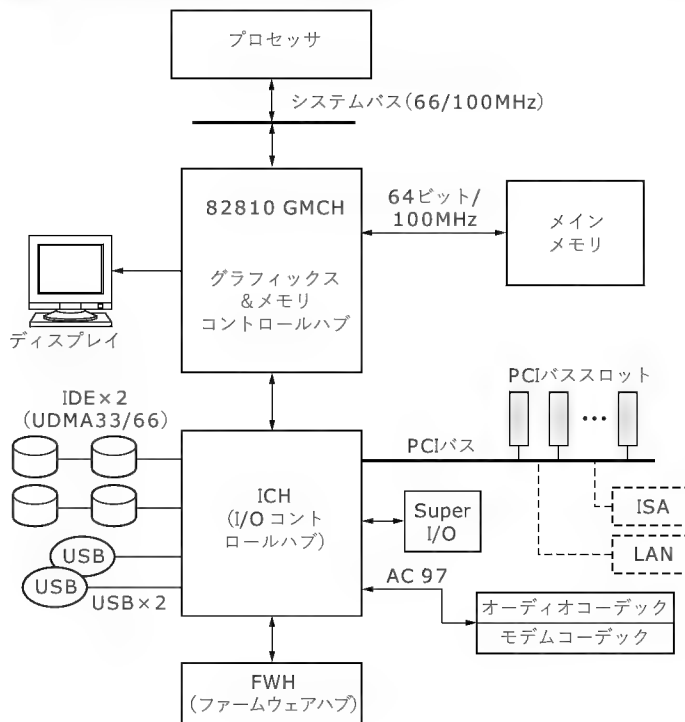 プロセッサ
システムバス(66/100MHz)
82810 GMCH
グラフィックス
&メモリ
コントロールハブ
64ビット/
100MHz
メイン
メモリ
ディスプレイ
IDE×2
(UDMA33/66)
PCIバススロット
PCIバス
ICH
(I/Oコント
ロールハブ)
Super
I/O
ISA
LAN
USB
USB
USB×2
AC 97
オーディオコーデック
モデムコーデック
FWH
(ファームウェアハブ)